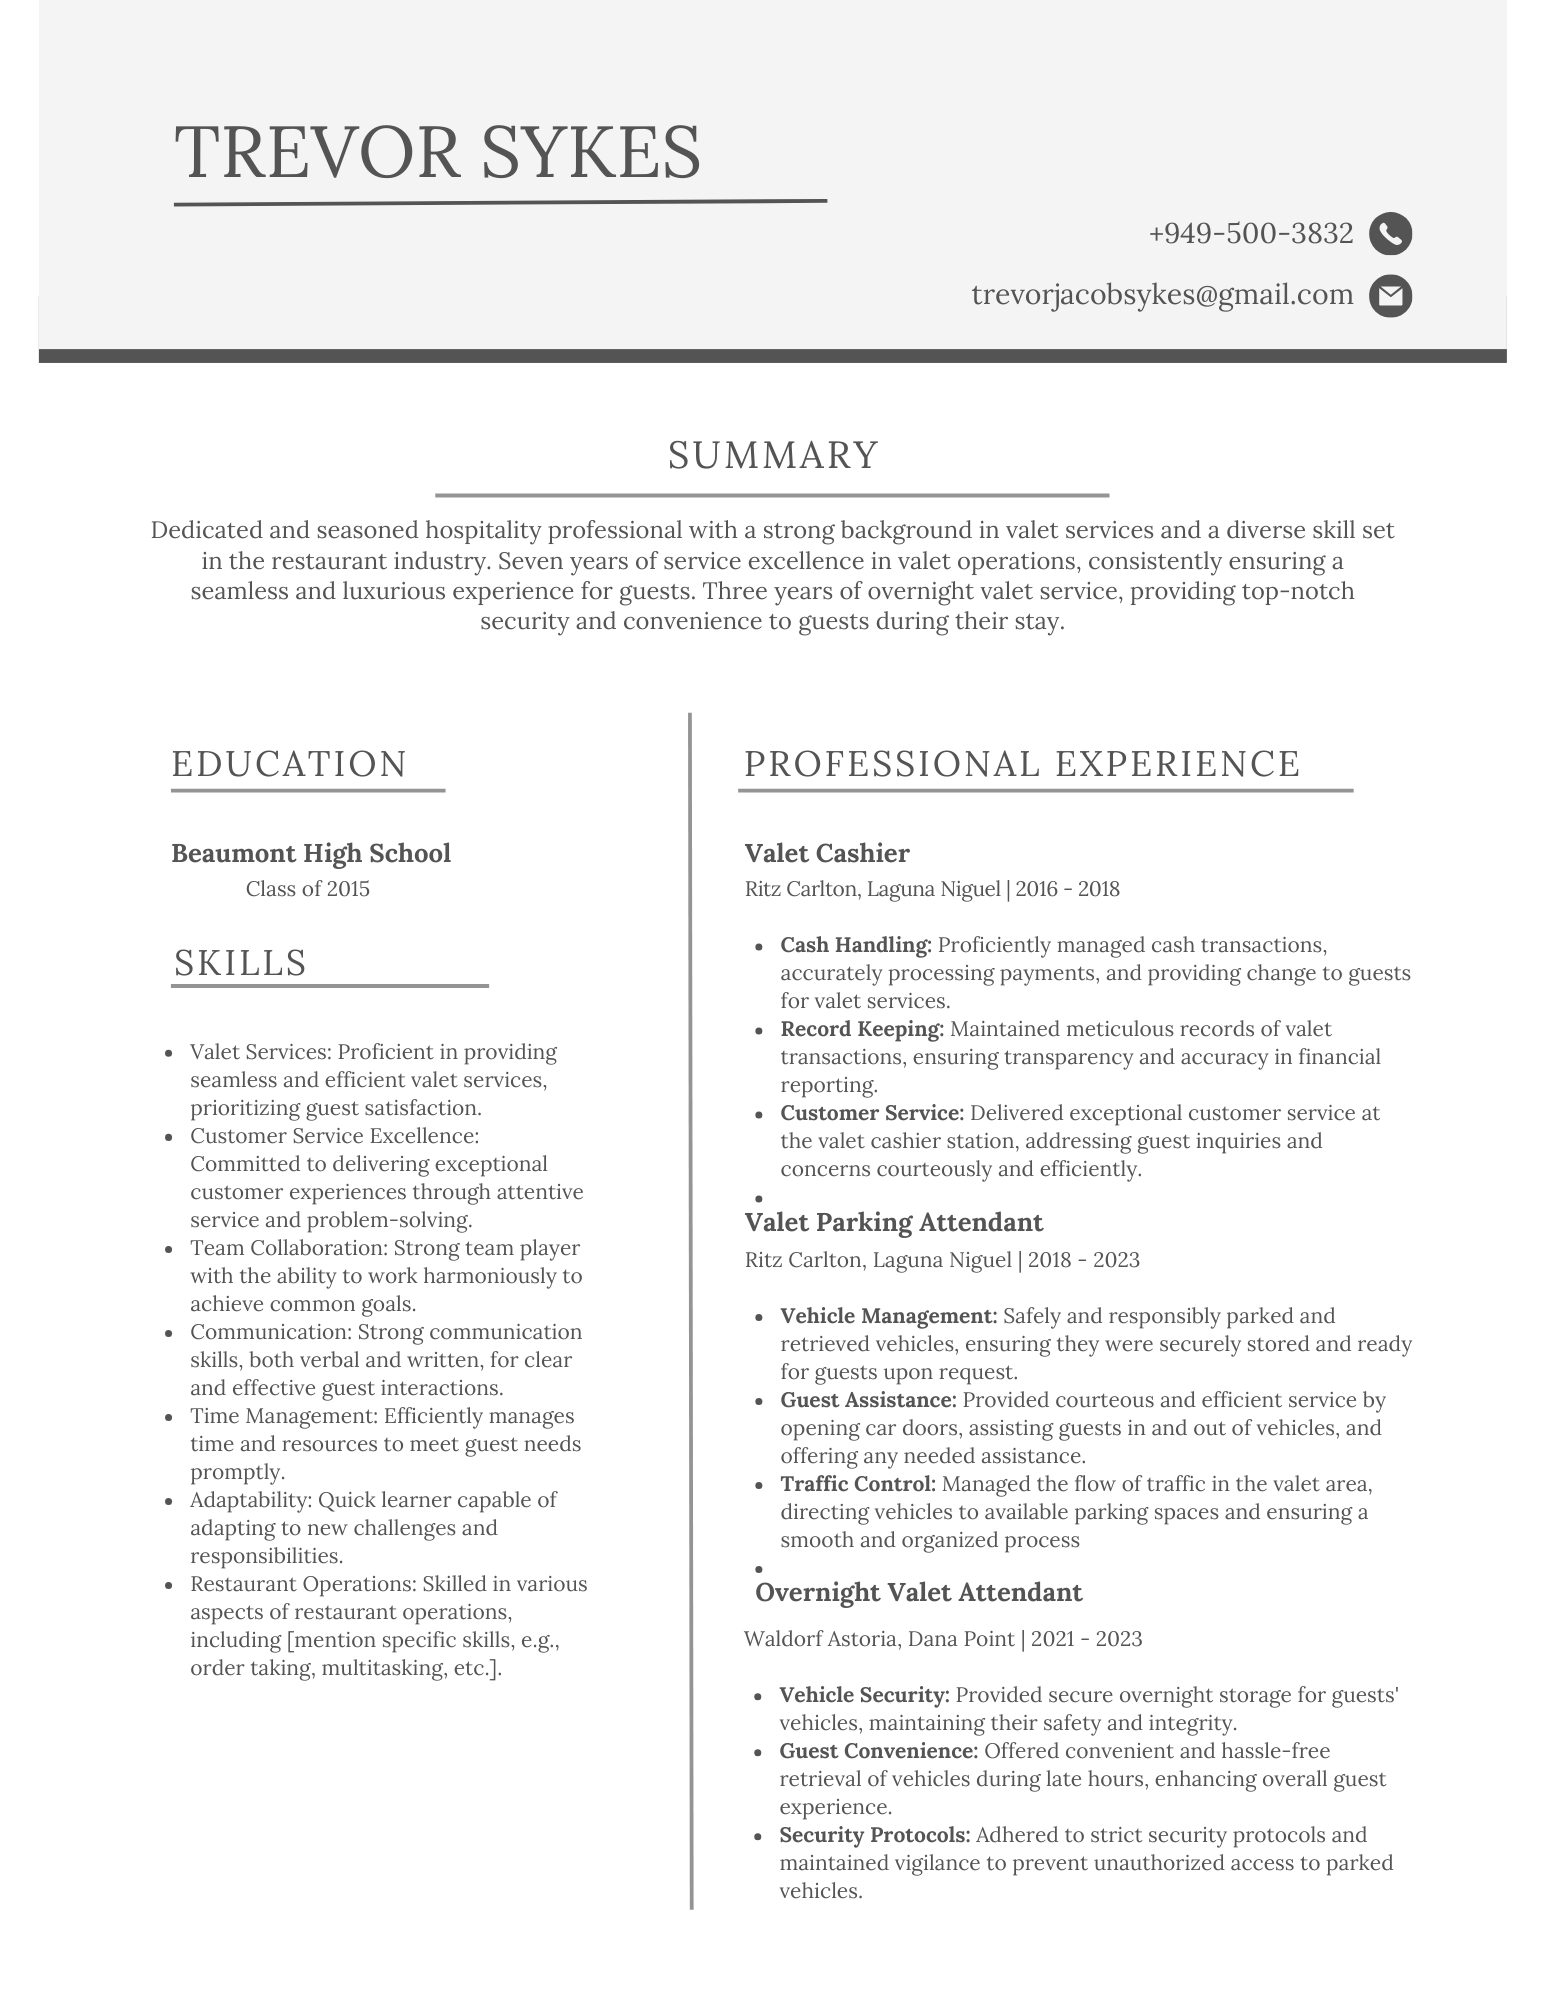 TREVOR SYKES
+949-500-3832
trevorjacobsykes@gmail.com
SUMMARY
Dedicated and seasoned hospitality professional with a strong background in valet services and a diverse skill set
in the restaurant industry. Seven years of service excellence in valet operations, consistently ensuring a
seamless and luxurious experience for guests. Three years of overnight valet service, providing top-notch
security and convenience to guests during their stay.
EDUCATION
Beaumont High School
Class of 2015
SKILLS
• Valet Services: Proficient in providing
seamless and efficient valet services,
prioritizing guest satisfaction.
• Customer Service Excellence:
Committed to delivering exceptional
customer experiences through attentive
service and problem-solving.
• Team Collaboration: Strong team player
with the ability to work harmoniously to
achieve common goals.
• Communication: Strong communication
skills, both verbal and written, for clear
and effective guest interactions.
• Time Management: Efficiently manages
time and resources to meet guest needs
promptly.
• Adaptability: Quick learner capable of
adapting to new challenges and
responsibilities.
• Restaurant Operations: Skilled in various
aspects of restaurant operations,
including [mention specific skills, e.g.,
order taking, multitasking, etc.].
PROFESSIONAL EXPERIENCE
Valet Cashier
Ritz Carlton, Laguna Niguel | 2016 - 2018
• Cash Handling: Proficiently managed cash transactions,
accurately processing payments, and providing change to guests
for valet services.
• Record Keeping: Maintained meticulous records of valet
transactions, ensuring transparency and accuracy in financial
reporting.
• Customer Service: Delivered exceptional customer service at
the valet cashier station, addressing guest inquiries and
concerns courteously and efficiently.
•
Valet Parking Attendant
Ritz Carlton, Laguna Niguel | 2018 - 2023
• Vehicle Management: Safely and responsibly parked and
retrieved vehicles, ensuring they were securely stored and ready
for guests upon request.
• Guest Assistance: Provided courteous and efficient service by
opening car doors, assisting guests in and out of vehicles, and
offering any needed assistance.
• Traffic Control: Managed the flow of traffic in the valet area,
directing vehicles to available parking spaces and ensuring a
smooth and organized process
•
Overnight Valet Attendant
Waldorf Astoria, Dana Point | 2021 - 2023
• Vehicle Security: Provided secure overnight storage for guests'
vehicles, maintaining their safety and integrity.
• Guest Convenience: Offered convenient and hassle-free
retrieval of vehicles during late hours, enhancing overall guest
experience.
• Security Protocols: Adhered to strict security protocols and
maintained vigilance to prevent unauthorized access to parked
vehicles.